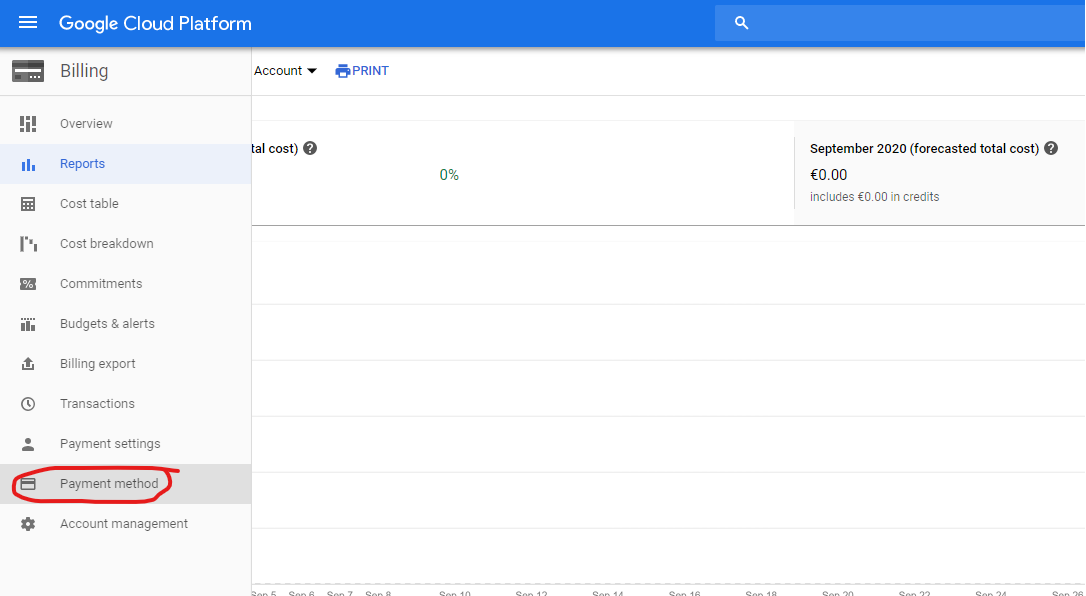 Google Cloud Platform
Billing
Account
PRINT
Overview
Reports
Cost table
Cost breakdown
Commitments
Budgets & alerts
Billing export
Transactions
Payment settings
Payment method
Account management
tal cost)
0%
September 2020 (forecasted total cost)
€0.00
includes €0.00 in credits
Sep 5 Sep 6 Sep 7 Sep 8 Sep 10 Sep 12 Sep 14 Sep 16 Sep 18 Sep 20 Sep 22 Sep 24 Sep 26